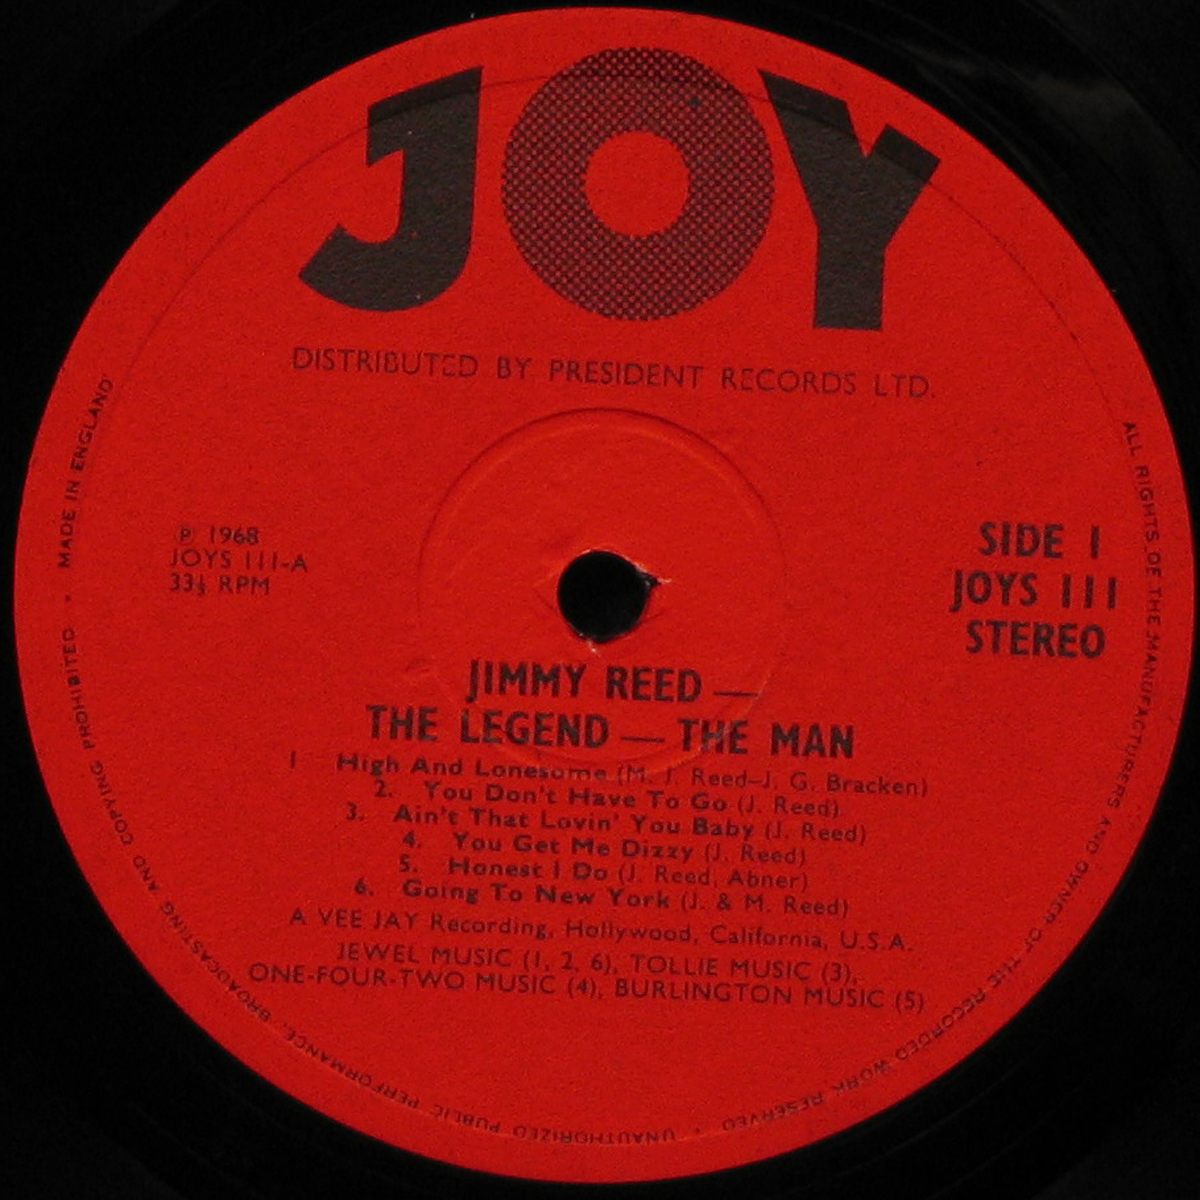 JOY
DISTRIBUTED BY PRESIDENT RECORDS LTD.
℗ 1968
JOYS 111-A
33⅓ RPM
SIDE 1
JOYS 111
STEREO
JIMMY REED —
THE LEGEND — THE MAN
1 High And Lonesome (M. J. Reed–J. G. Bracken)
2. You Don't Have To Go (J. Reed)
3. Ain't That Lovin' You Baby (J. Reed)
4. You Get Me Dizzy (J. Reed)
5. Honest I Do (J. Reed, Abner)
6. Going To New York (J. & M. Reed)
A VEE JAY Recording, Hollywood, California, U.S.A.
JEWEL MUSIC (1, 2, 6), TOLLIE MUSIC (3),
ONE-FOUR-TWO MUSIC (4), BURLINGTON MUSIC (5)
ALL RIGHTS OF THE MANUFACTURERS AND OWNER OF THE RECORDED WORK RESERVED • UNAUTHORIZED PUBLIC PERFORMANCE, BROADCASTING AND COPYING PROHIBITED • MADE IN ENGLAND